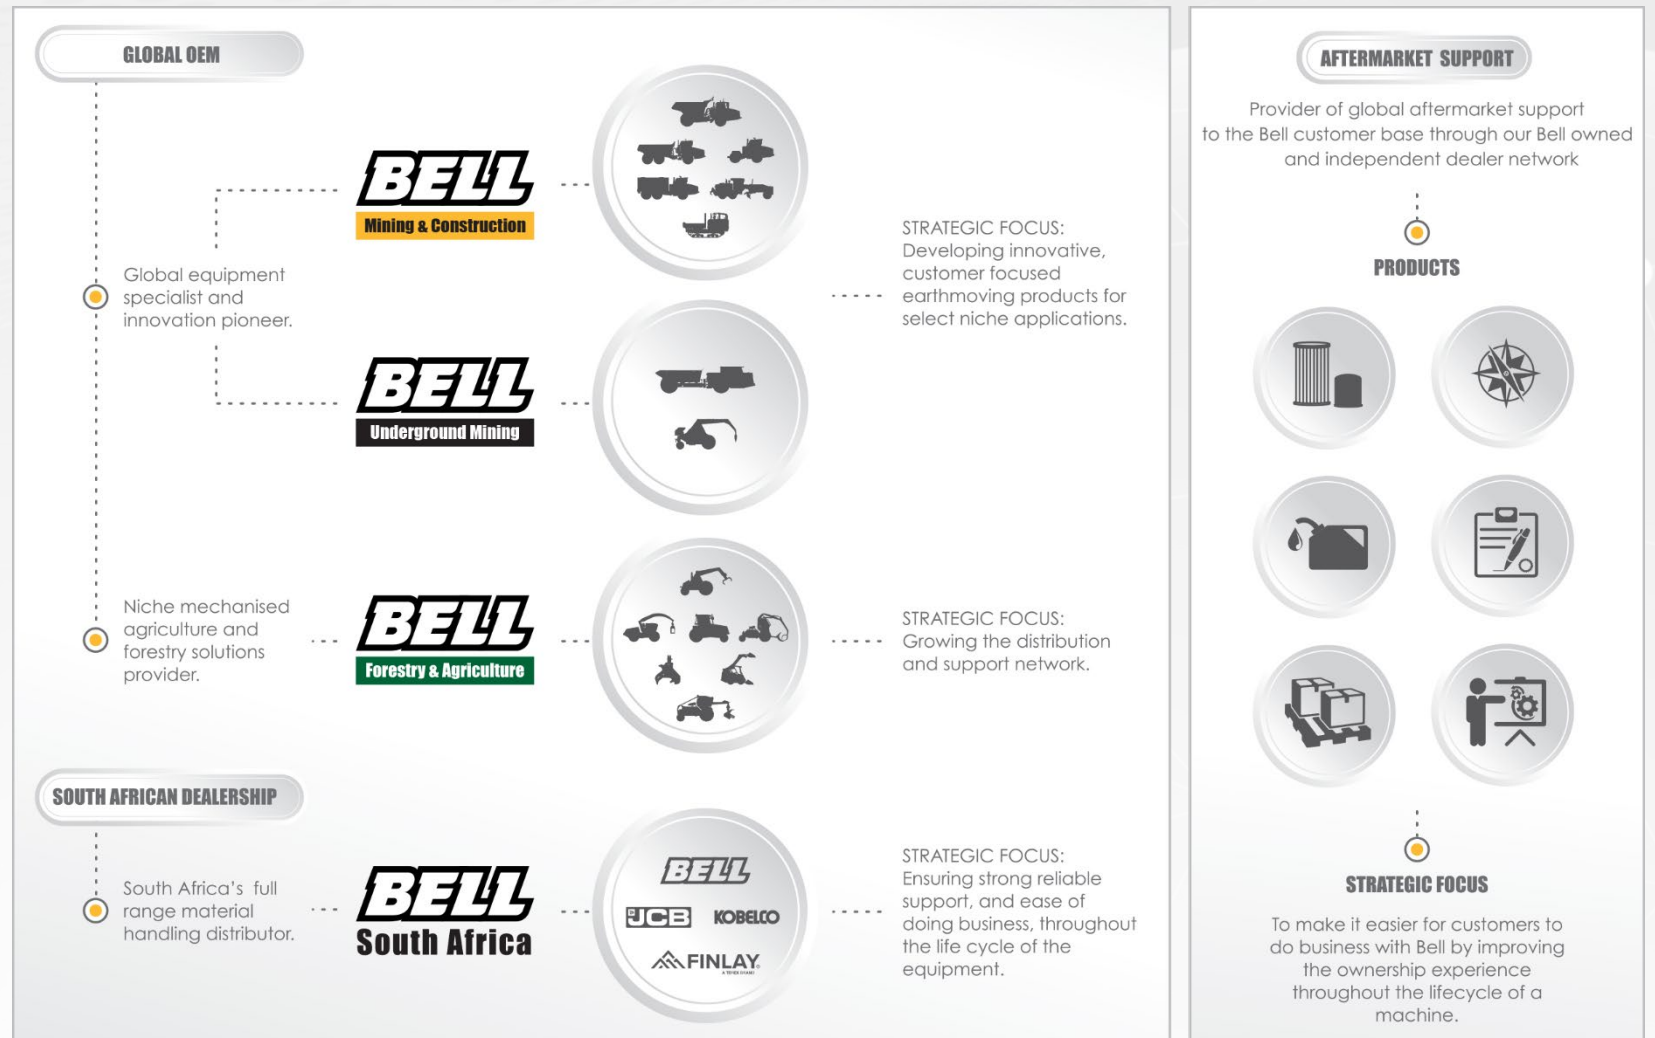 GLOBAL OEM
Global equipment
specialist and
innovation pioneer.
BELL
Mining & Construction
BELL
Underground Mining
STRATEGIC FOCUS:
Developing innovative,
customer focused
earthmoving products for
select niche applications.
Niche mechanised
agriculture and
forestry solutions
provider.
BELL
Forestry & Agriculture
STRATEGIC FOCUS:
Growing the distribution
and support network.
SOUTH AFRICAN DEALERSHIP
South Africa's full
range material
handling distributor.
BELL
South Africa
BELL
JCB
KOBELCO
FINLAY
A TEREX BRAND
STRATEGIC FOCUS:
Ensuring strong reliable
support, and ease of
doing business, throughout
the life cycle of the
equipment.
AFTERMARKET SUPPORT
Provider of global aftermarket support
to the Bell customer base through our Bell owned
and independent dealer network
PRODUCTS
STRATEGIC FOCUS
To make it easier for customers to
do business with Bell by improving
the ownership experience
throughout the lifecycle of a
machine.